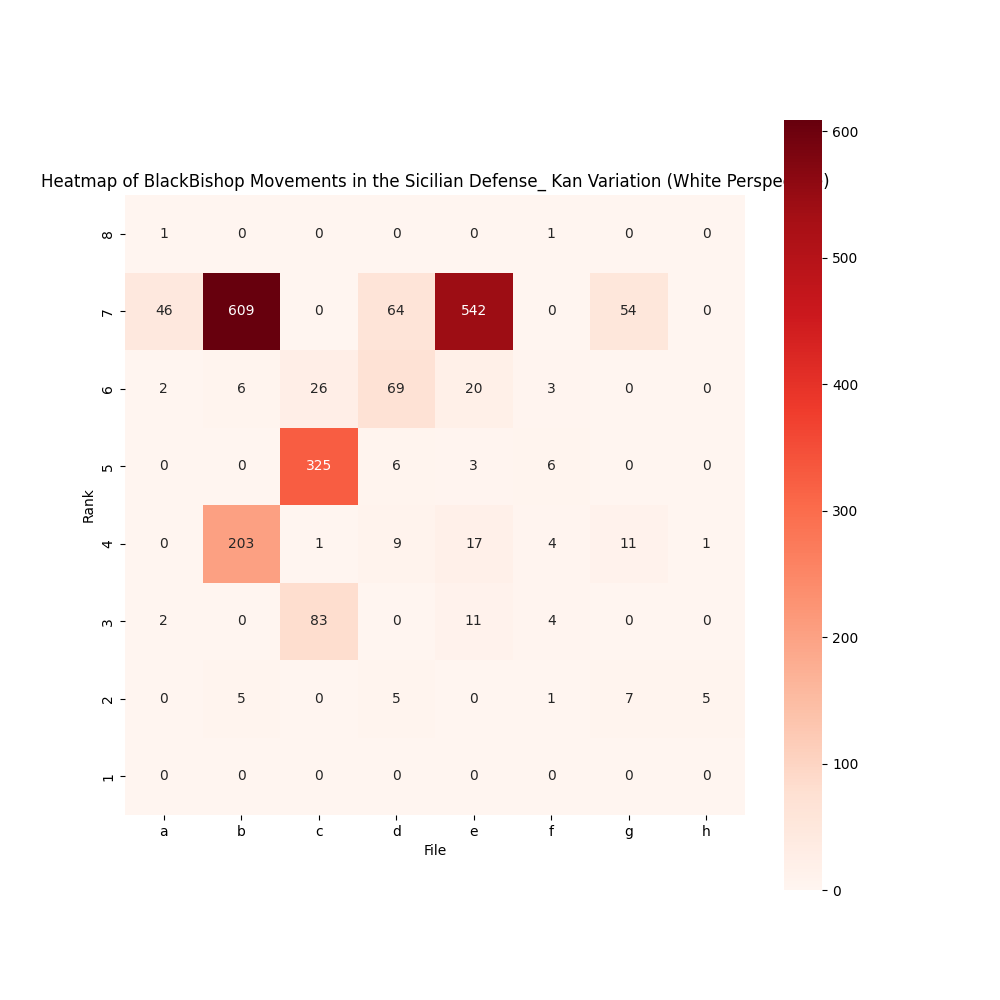 Heatmap of BlackBishop Movements in the Sicilian Defense_ Kan Variation (White Perspe )
600
8 1 0 0 0 0 1 0 0
500
7 46 609 0 64 542 0 54 0
6 2 6 26 69 20 3 0 0
400
5 0 0 325 6 3 6 0 0
300
Rank
4 0 203 1 9 17 4 11 1
3 2 0 83 0 11 4 0 0
200
2 0 5 0 5 0 1 7 5
100
1 0 0 0 0 0 0 0 0
a b c d e f g h
File
0